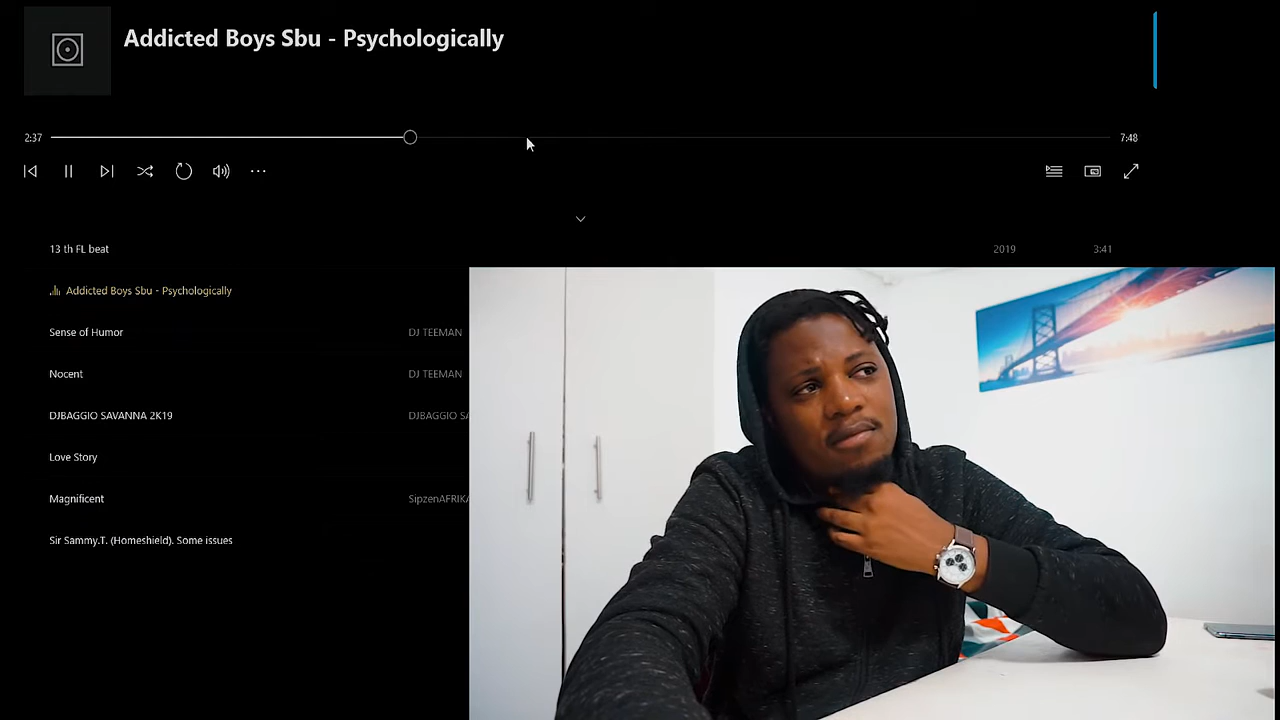 Addicted Boys Sbu - Psychologically
2:37
7:48
13 th FL beat 2019 3:41
Addicted Boys Sbu - Psychologically
Sense of Humor DJ TEEMAN
Nocent DJ TEEMAN
DJBAGGIO SAVANNA 2K19 DJBAGGIO
Love Story
Magnificent SipzenAFRIKA
Sir Sammy.T. (Homeshield). Some issues